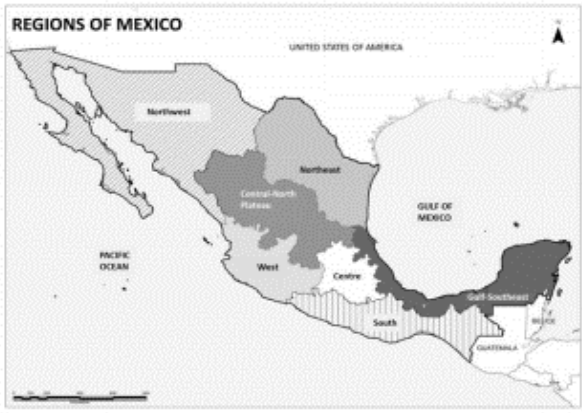 REGIONS OF MEXICO
N
UNITED STATES OF AMERICA
Northwest
Northeast
Central-North
Plateau
GULF OF
MEXICO
PACIFIC
OCEAN
West
Centre
Gulf-Southeast
South
BELICE
GUATEMALA